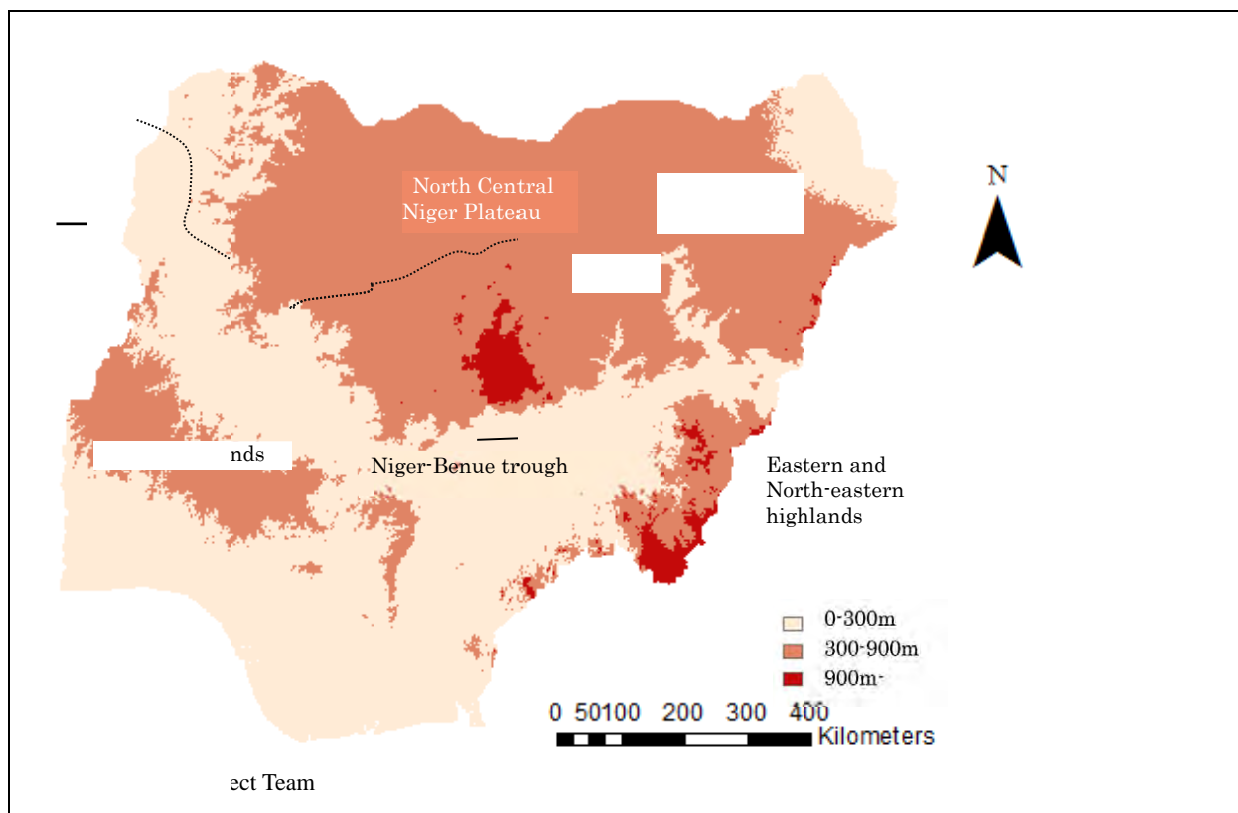 North Central
Niger Plateau
N
nds
Niger-Benue trough
Eastern and
North-eastern
highlands
0-300m
300-900m
900m-
0 50100 200 300 400
Kilometers
ect Team